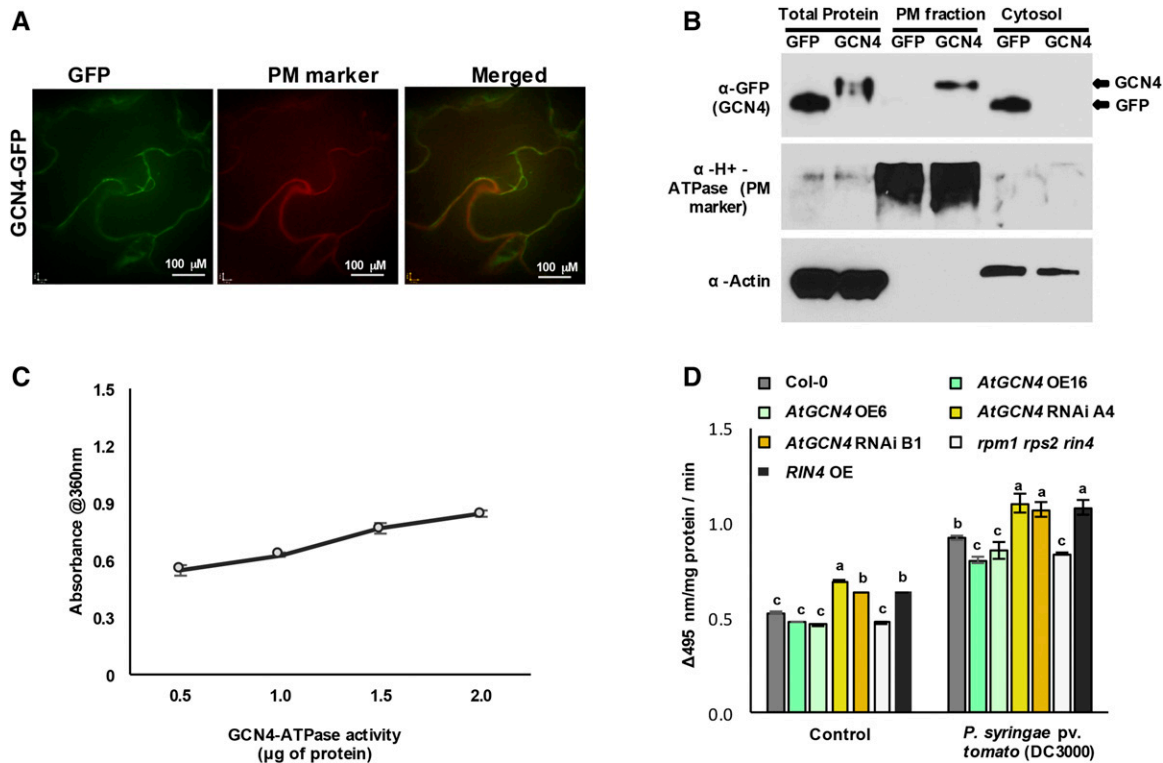 A
GFP
PM marker
Merged
GCN4-GFP
100 µM
100 µM
100 µM
B
Total Protein
PM fraction
Cytosol
GFP
GCN4
GFP
GCN4
GFP
GCN4
α-GFP
(GCN4)
GCN4
GFP
α -H+ -
ATPase (PM
marker)
α -Actin
C
Absorbance @360nm
1.5
1.2
0.9
0.6
0.3
0
0.5
1.0
1.5
2.0
GCN4-ATPase activity
(µg of protein)
D
Col-0
AtGCN4 OE16
AtGCN4 OE6
AtGCN4 RNAi A4
AtGCN4 RNAi B1
rpm1 rps2 rin4
RIN4 OE
Δ495 nm/mg protein / min
1.5
1.0
0.5
0.0
c
c
c
a
b
c
b
b
c
c
a
a
c
a
Control
P. syringae pv.
tomato (DC3000)